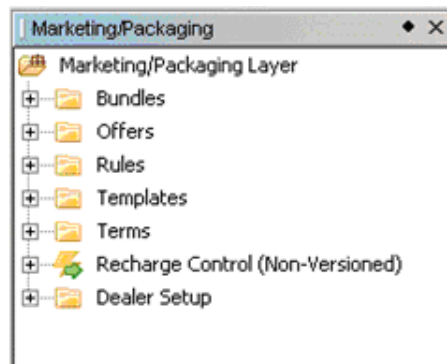 Marketing/Packaging
Marketing/Packaging Layer
Bundles
Offers
Rules
Templates
Terms
Recharge Control (Non-Versioned)
Dealer Setup